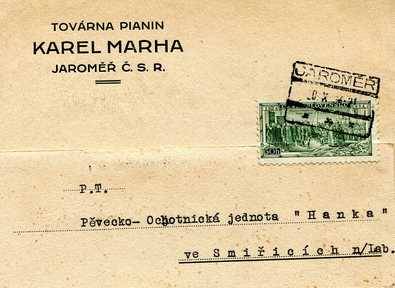 TOVÁRNA PIANIN
KAREL MARHA
JAROMĚŘ Č. S. R.
JAROMĚŘ
P.T.
Pěvecko-Ochotnická jednota "Hanka"
ve Smiřicích n/Lab.